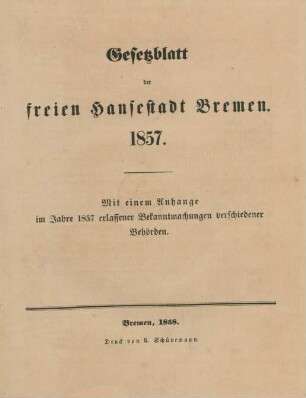 Gesetzblatt
der
freien Hansestadt Bremen.
1857.
Mit einem Anhange
im Jahre 1857 erlassener Bekanntmachungen verschiedener
Behörden.
Bremen, 1858.
Druck von C. Schünemann